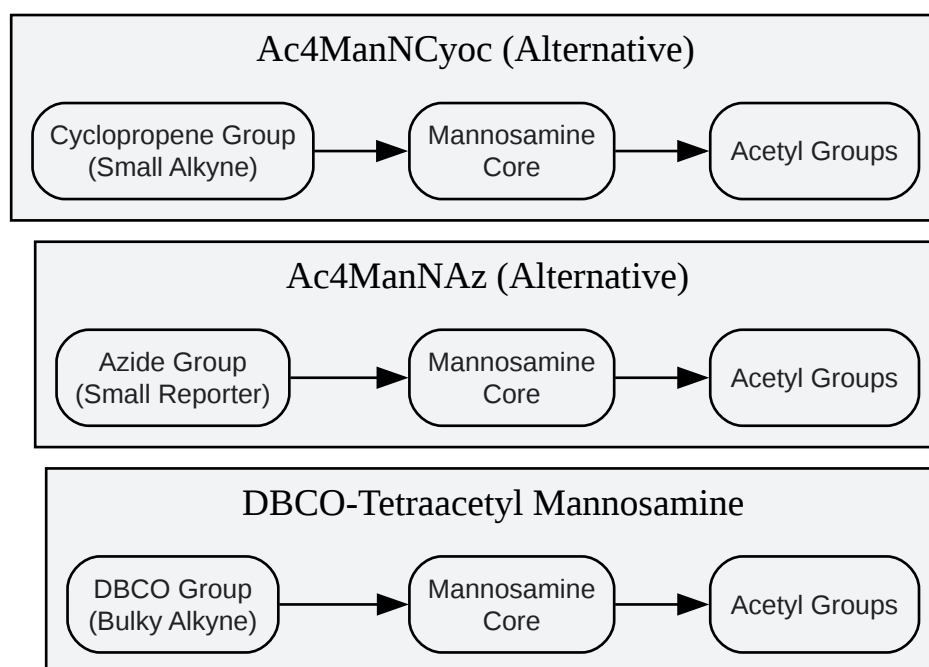 Ac4ManNCyoc (Alternative)
Cyclopropene Group
(Small Alkyne)
Mannosamine
Core
Acetyl Groups
Ac4ManNAz (Alternative)
Azide Group
(Small Reporter)
Mannosamine
Core
Acetyl Groups
DBCO-Tetraacetyl Mannosamine
DBCO Group
(Bulky Alkyne)
Mannosamine
Core
Acetyl Groups